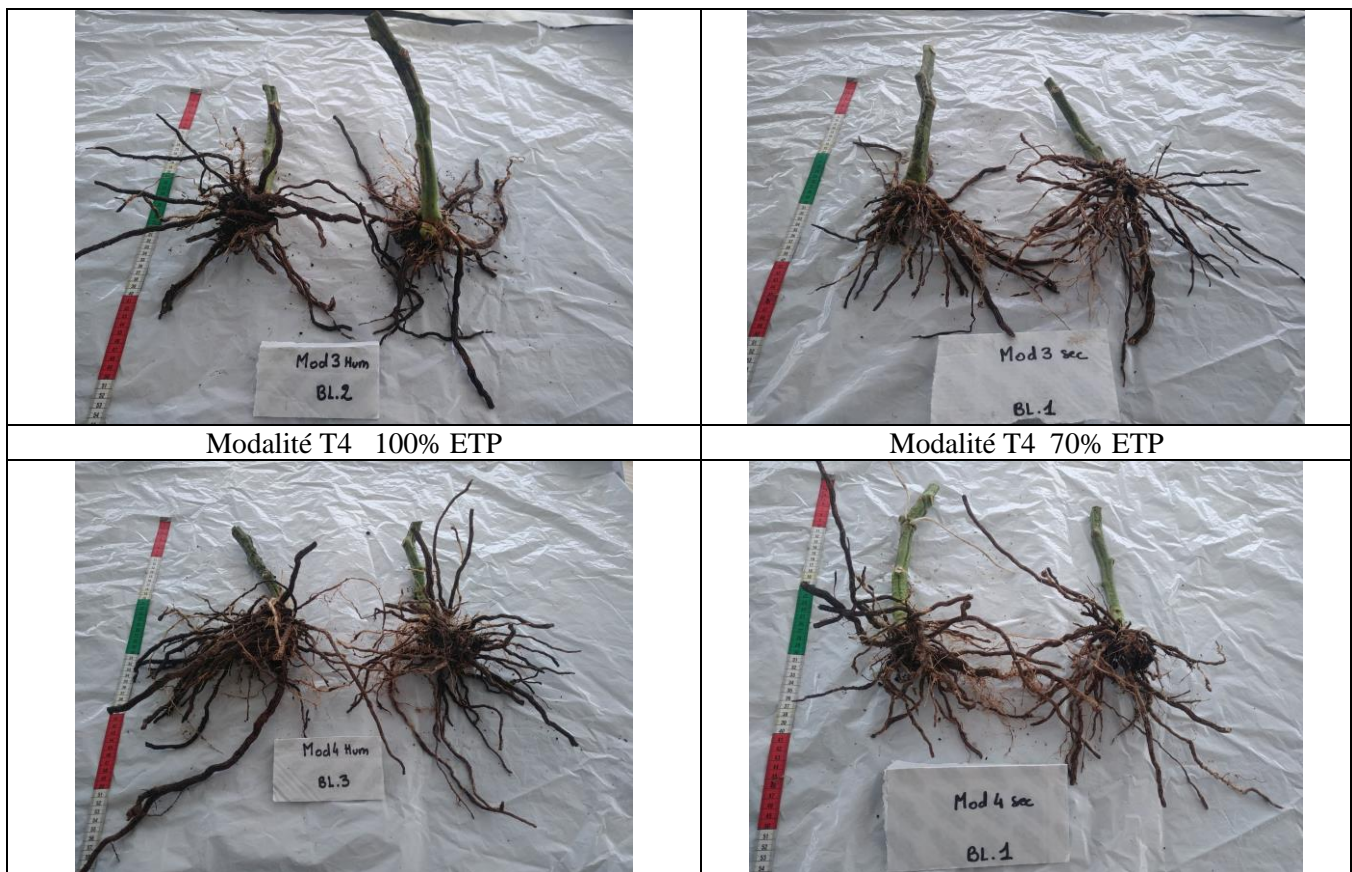 Mod 3 Hum
BL.2
Mod 3 sec
BL.1
Modalité T4 100% ETP
Modalité T4 70% ETP
Mod 4 Hum
BL.3
Mod 4 sec
BL.1